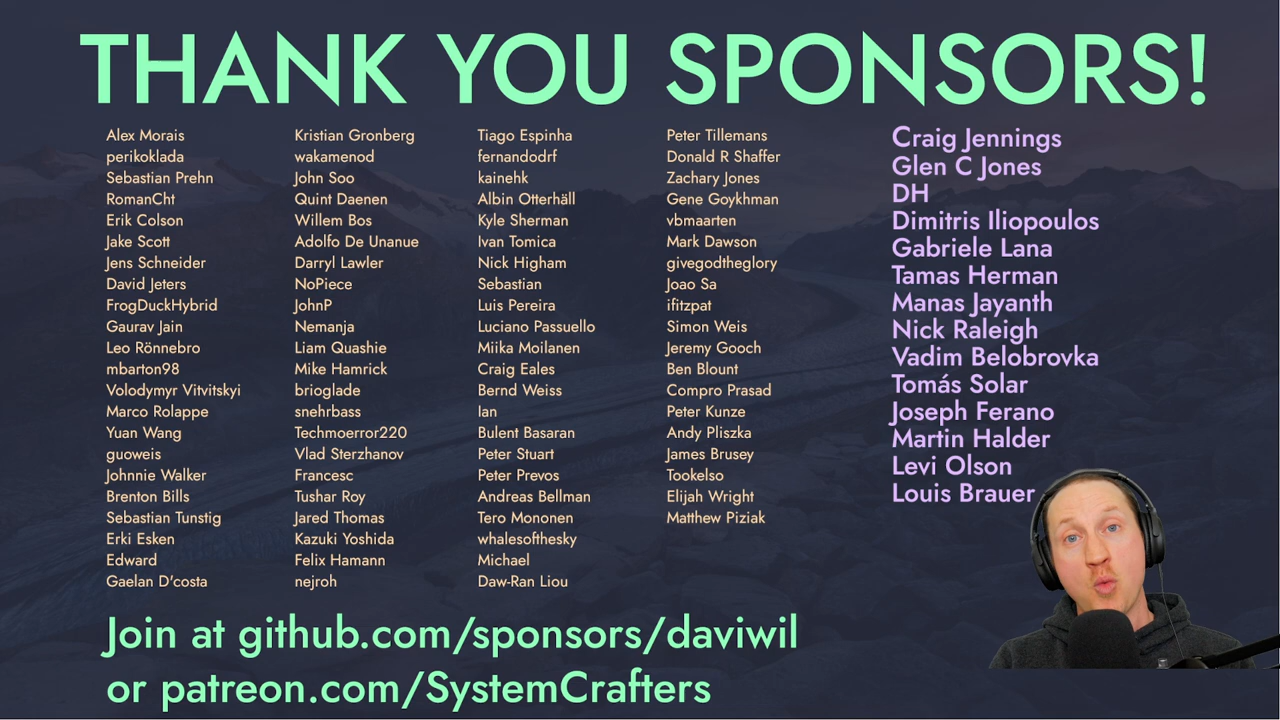 THANK YOU SPONSORS!
Alex Morais
perikoklada
Sebastian Prehn
RomanCht
Erik Colson
Jake Scott
Jens Schneider
David Jeters
FrogDuckHybrid
Gaurav Jain
Leo Rönnebro
mbarton98
Volodymyr Vitvitskyi
Marco Rolappe
Yuan Wang
guoweis
Johnnie Walker
Brenton Bills
Sebastian Tunstig
Erki Esken
Edward
Gaelan D'costa
Kristian Gronberg
wakamenod
John Soo
Quint Daenen
Willem Bos
Adolfo De Unanue
Darryl Lawler
NoPiece
JohnP
Nemanja
Liam Quashie
Mike Hamrick
brioglade
snehrbass
Techmoerror220
Vlad Sterzhanov
Francesc
Tushar Roy
Jared Thomas
Kazuki Yoshida
Felix Hamann
nejroh
Tiago Espinha
fernandodrf
kainehk
Albin Otterhäll
Kyle Sherman
Ivan Tomica
Nick Higham
Sebastian
Luis Pereira
Luciano Passuello
Miika Moilanen
Craig Eales
Bernd Weiss
Ian
Bulent Basaran
Peter Stuart
Peter Prevos
Andreas Bellman
Tero Mononen
whalesofthesky
Michael
Daw-Ran Liou
Peter Tillemans
Donald R Shaffer
Zachary Jones
Gene Goykhman
vbmaarten
Mark Dawson
givegodtheglory
Joao Sa
ifitzpat
Simon Weis
Jeremy Gooch
Ben Blount
Compro Prasad
Peter Kunze
Andy Pliszka
James Brusey
Tookelso
Elijah Wright
Matthew Piziak
Craig Jennings
Glen C Jones
DH
Dimitris Iliopoulos
Gabriele Lana
Tamas Herman
Manas Jayanth
Nick Raleigh
Vadim Belobrovka
Tomás Solar
Joseph Ferano
Martin Halder
Levi Olson
Louis Brauer
Join at github.com/sponsors/daviwil
or patreon.com/SystemCrafters